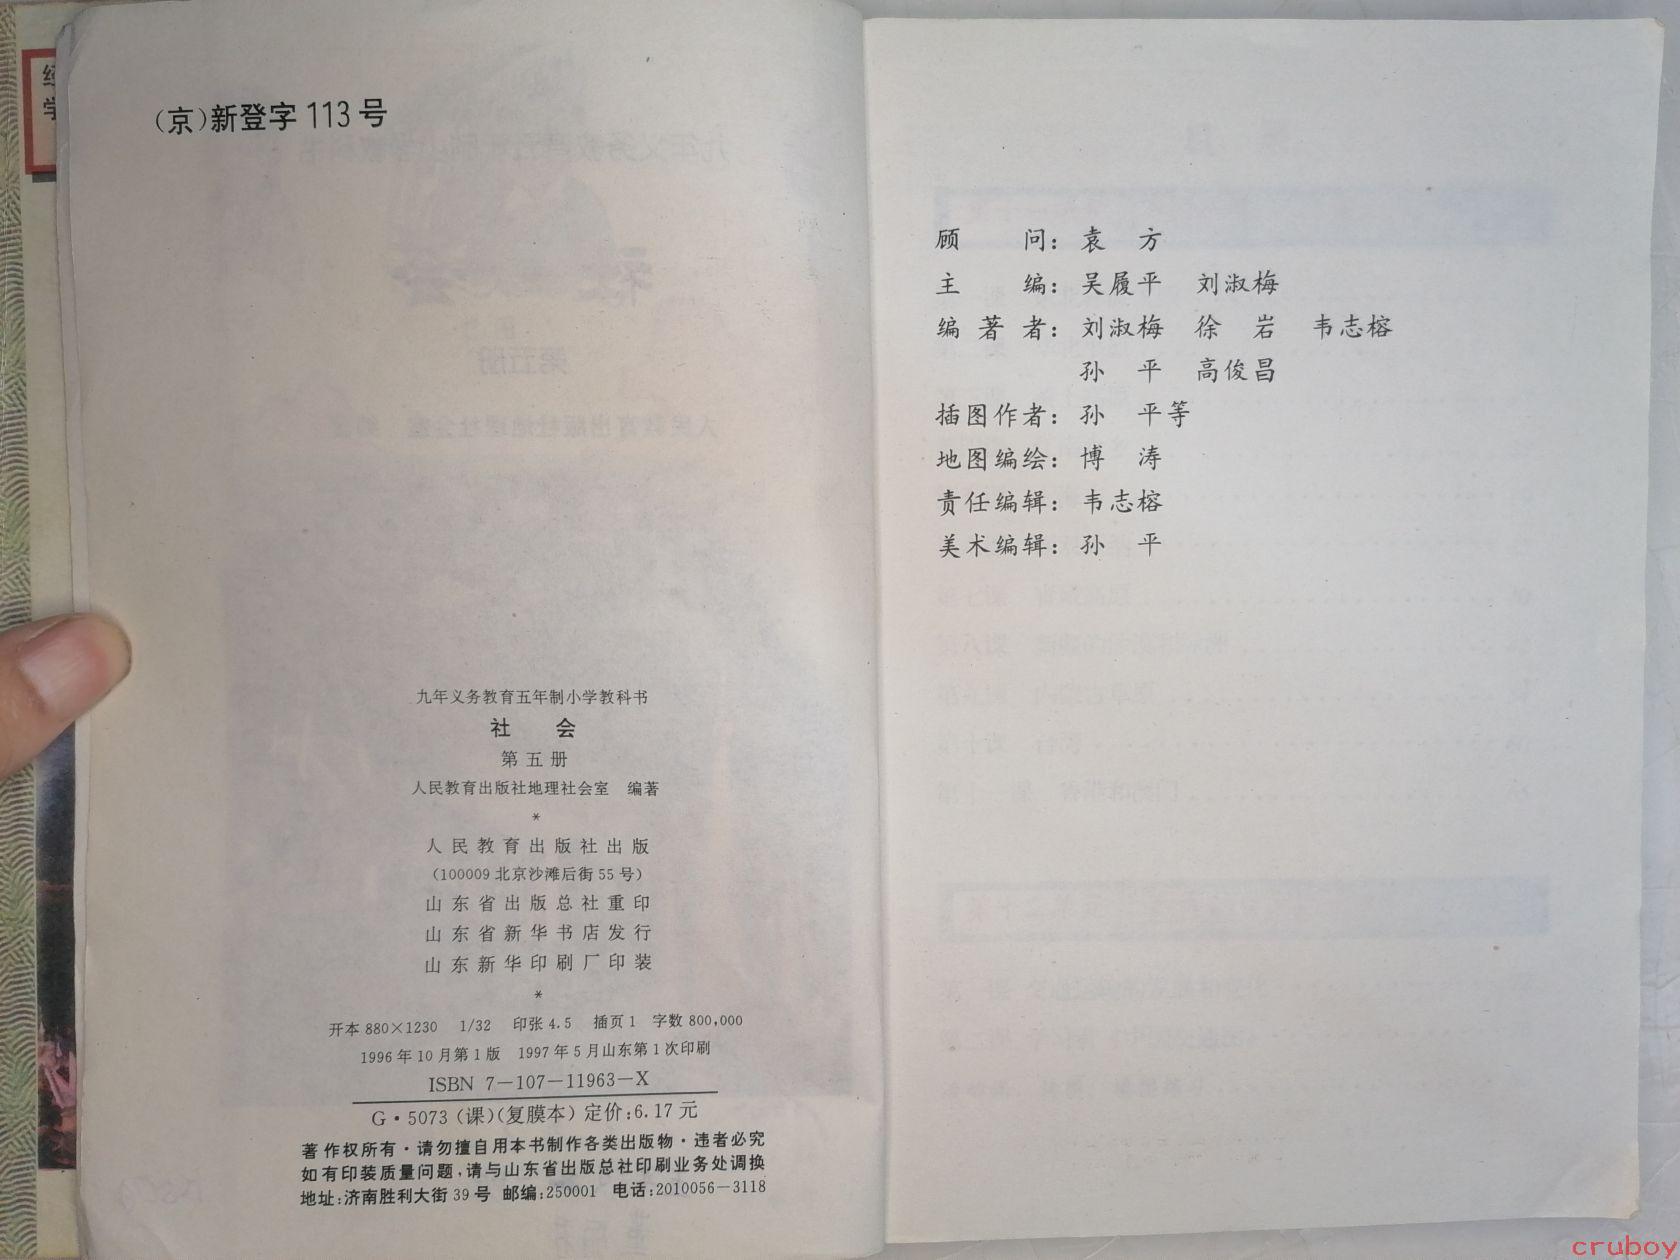 (京)新登字113号
九年义务教育五年制小学教科书
社 会
第五册
人民教育出版社地理社会室 编著
*
人民教育出版社出版
(100009 北京沙滩后街55号)
山东省出版总社重印
山东省新华书店发行
山东新华印刷厂印装
*
开本 880×1230 1/32 印张 4.5 插页 1 字数 800,000
1996年10月第1版 1997年5月山东第1次印刷
ISBN 7—107—11963—X
G·5073(课)(复膜本)定价:6.17元
著作权所有·请勿擅自用本书制作各类出版物·违者必究
如有印装质量问题,请与山东省出版总社印刷业务处调换
地址:济南胜利大街39号 邮编:250001 电话:2010056—3118
顾 问：袁 方
主 编：吴履平 刘淑梅
编 著 者：刘淑梅 徐 岩 韦志榕
孙 平 高俊昌
插图作者：孙 平等
地图编绘：博 涛
责任编辑：韦志榕
美术编辑：孙 平
cruboy